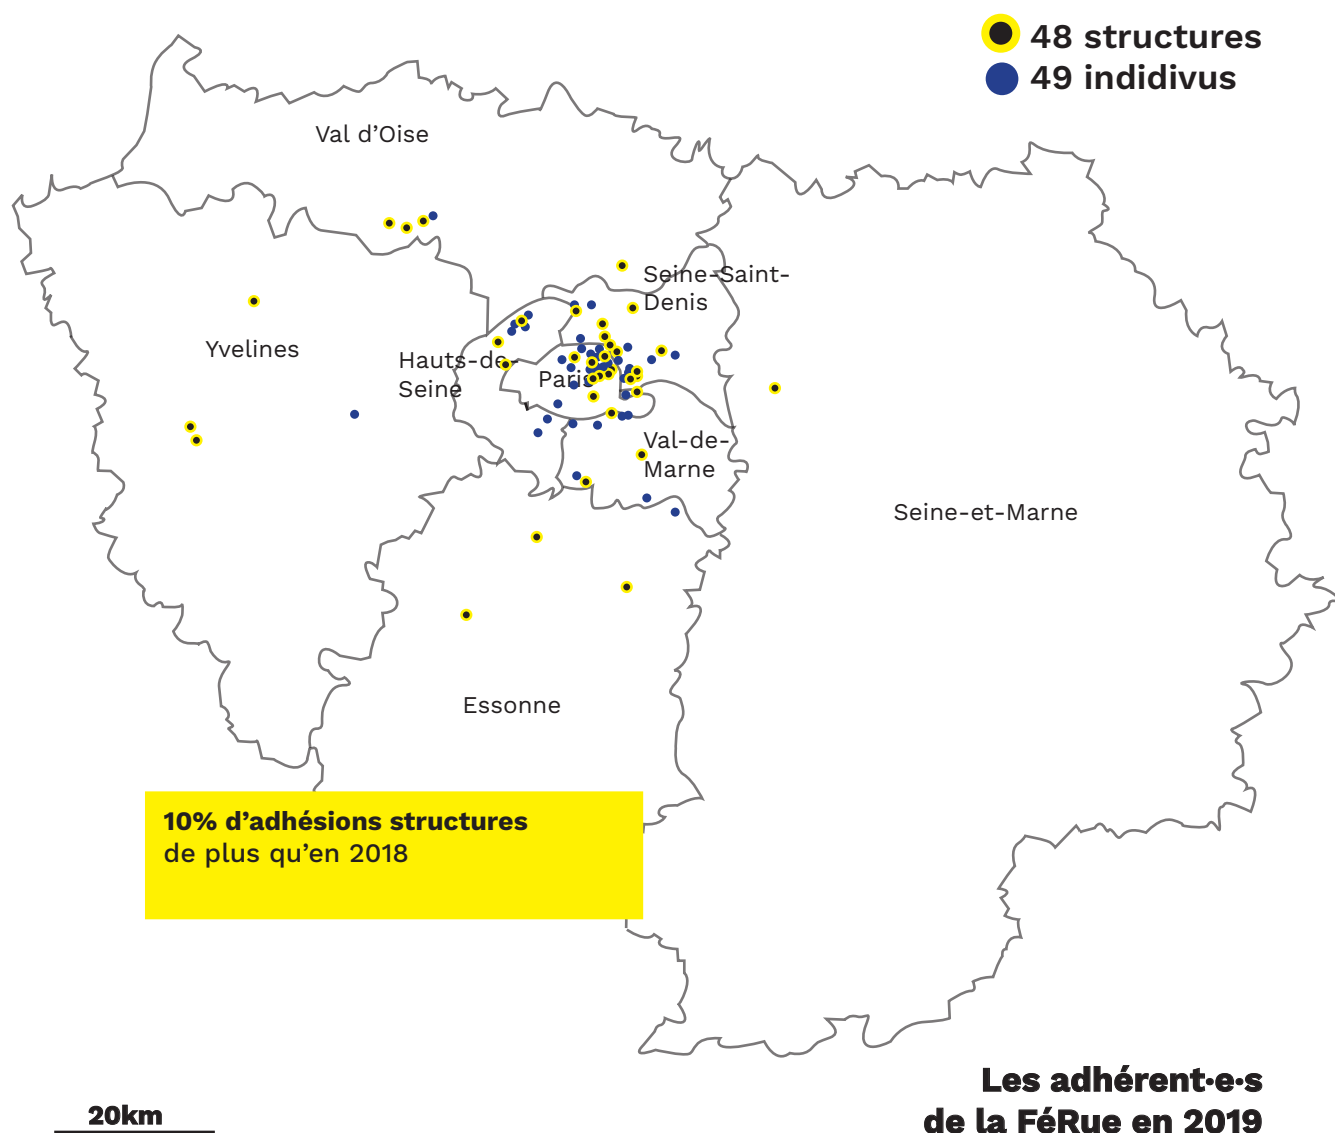 48 structures
49 indidivus
Val d’Oise
Seine-Saint-
Denis
Yvelines
Hauts-de-
Seine
Paris
Val-de-
Marne
Seine-et-Marne
Essonne
10% d’adhésions structures
de plus qu’en 2018
Les adhérent·e·s
de la FéRue en 2019
20km